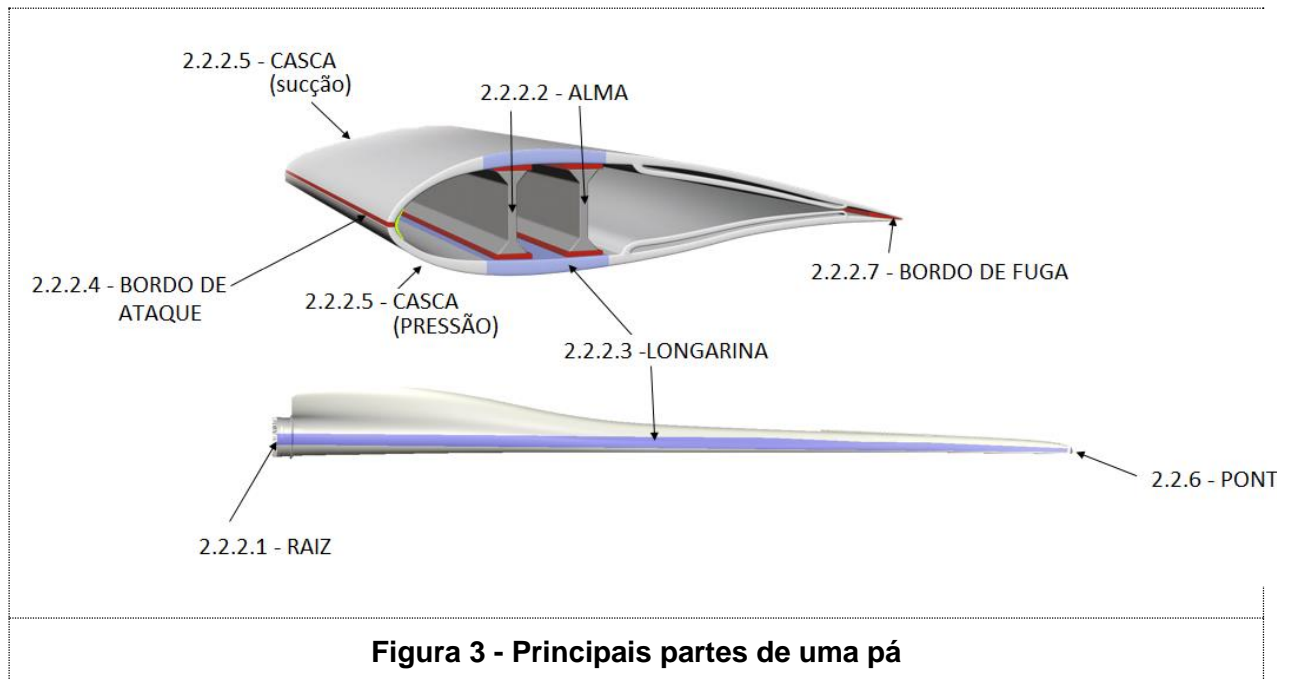 2.2.2.5 - CASCA
(sucção)
2.2.2.2 - ALMA
2.2.2.4 - BORDO DE
ATAQUE
2.2.2.5 - CASCA
(PRESSÃO)
2.2.2.7 - BORDO DE FUGA
2.2.2.3 -LONGARINA
2.2.6 - PONT
2.2.2.1 - RAIZ
Figura 3 - Principais partes de uma pá